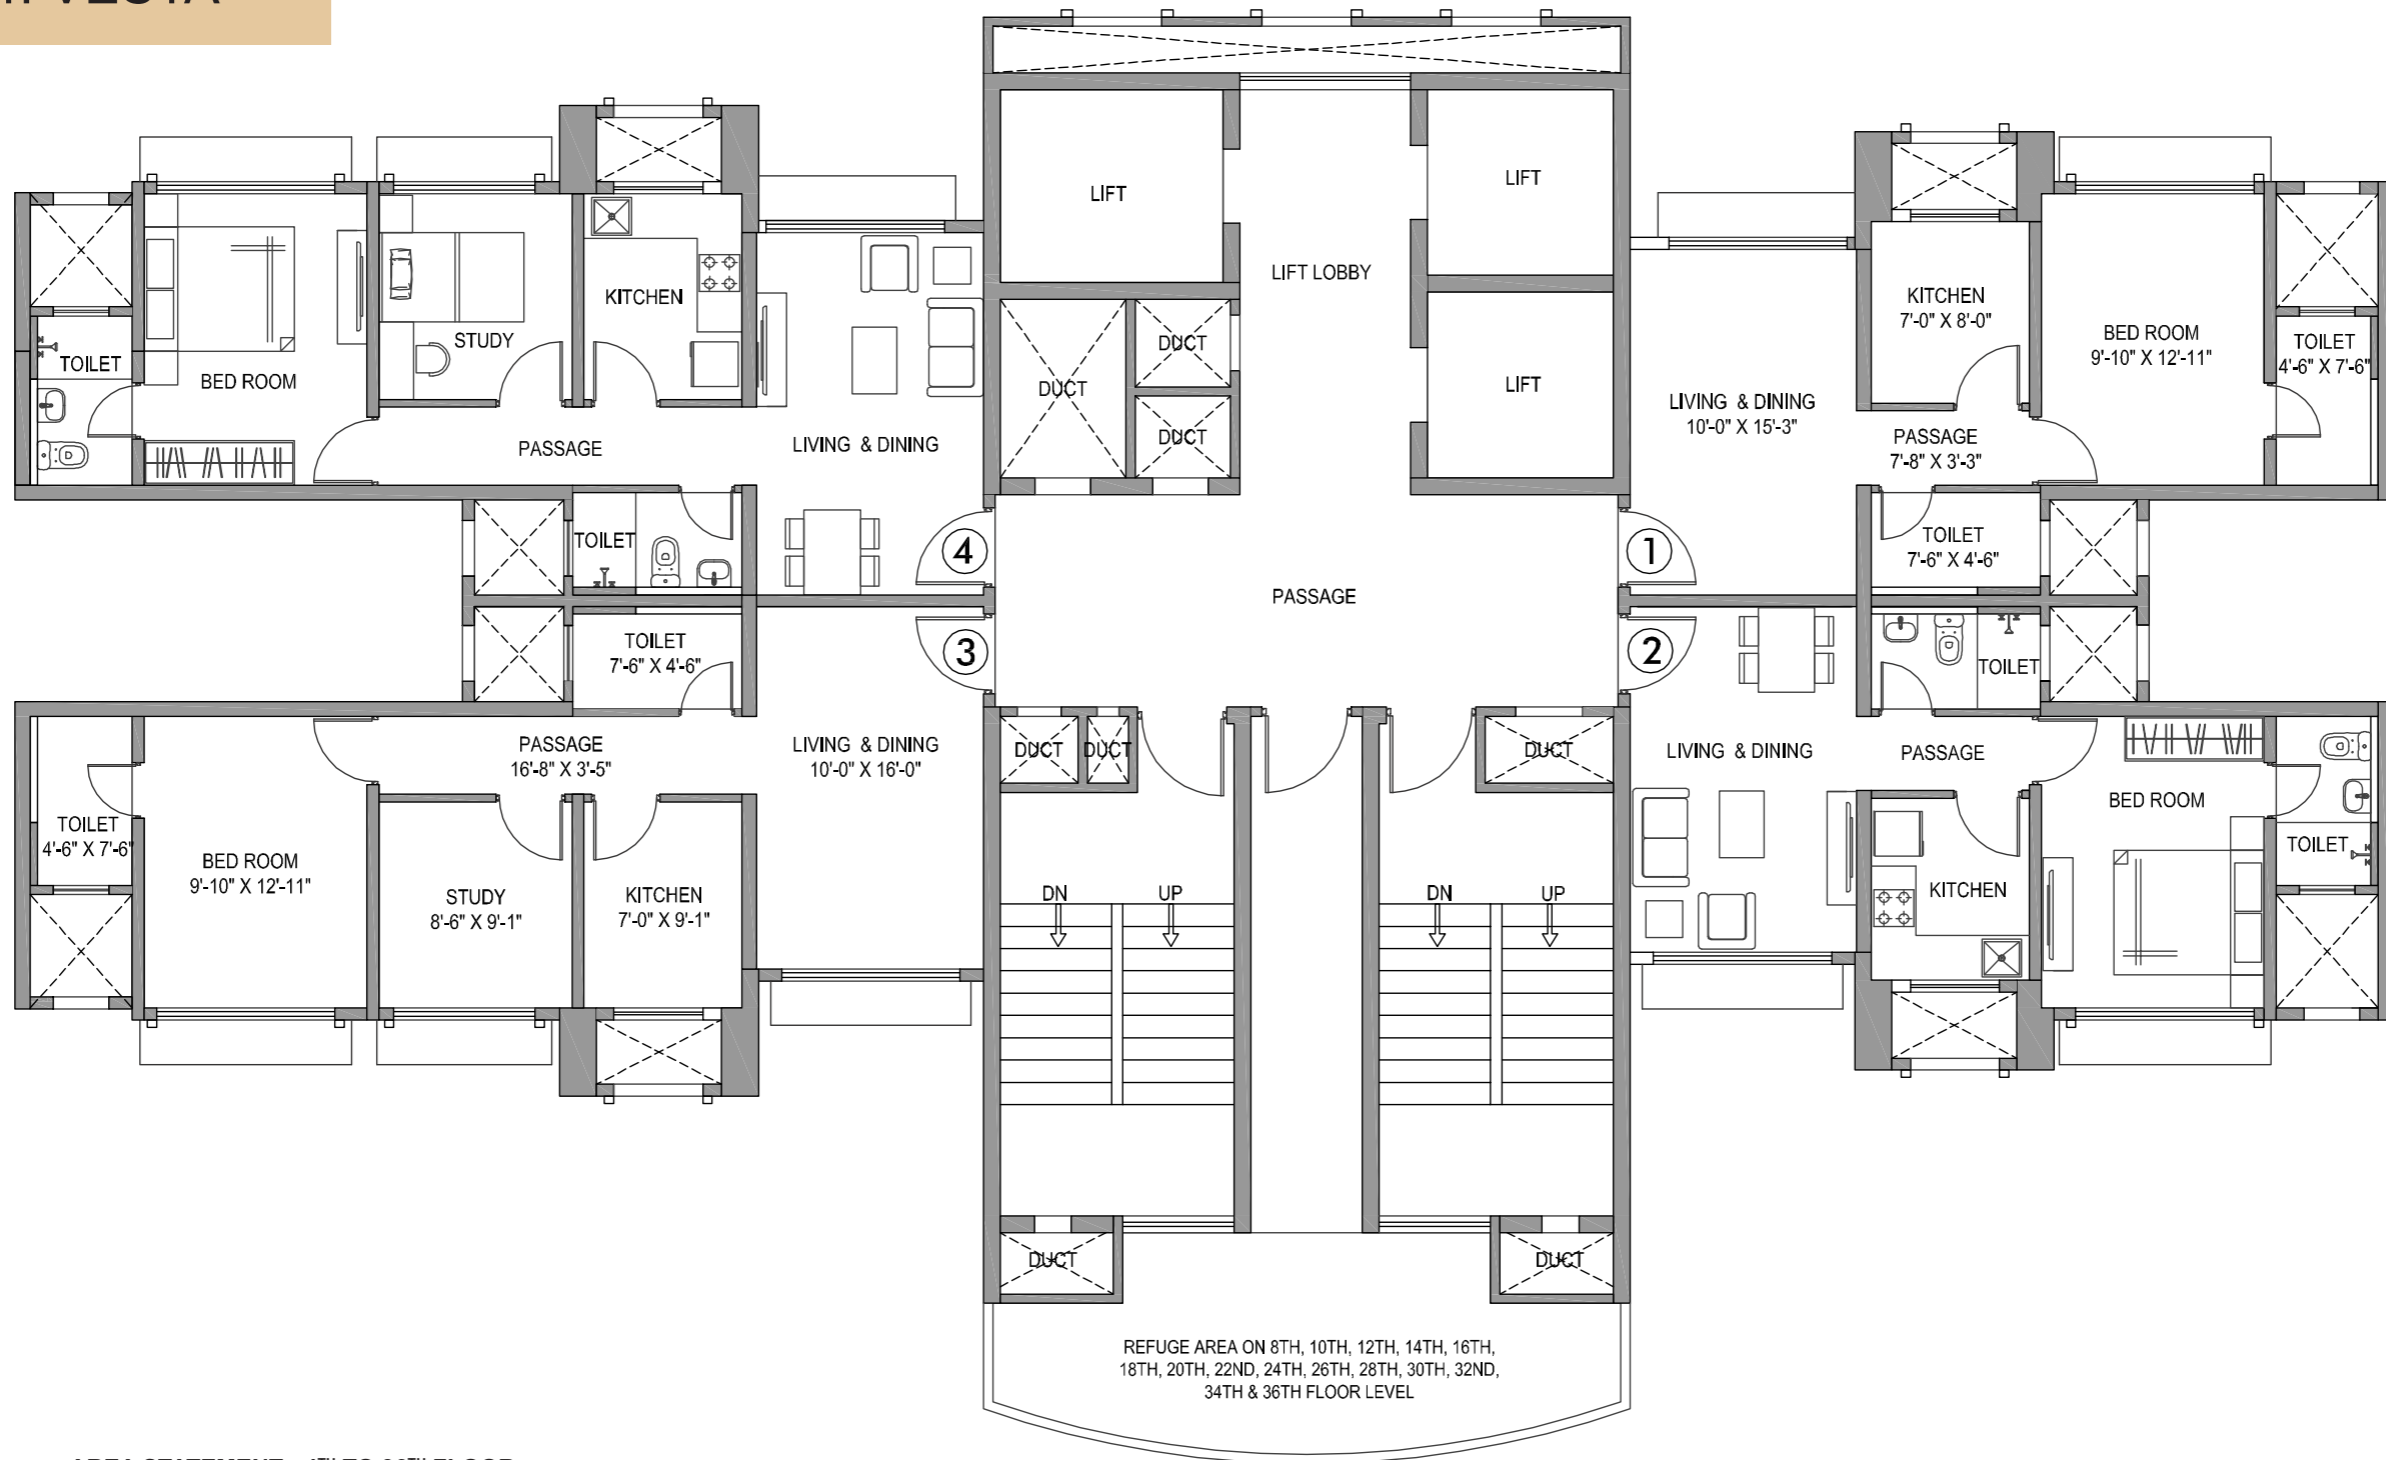 VESTA
LIFT
LIFT
LIFT LOBBY
LIFT
DUCT
DUCT
DUCT
PASSAGE
BED ROOM
TOILET
STUDY
KITCHEN
PASSAGE
LIVING & DINING
TOILET
4
LIVING & DINING
10'-0" X 15'-3"
KITCHEN
7'-0" X 8'-0"
BED ROOM
9'-10" X 12'-11"
TOILET
4'-6" X 7'-6"
PASSAGE
7'-8" X 3'-3"
TOILET
7'-6" X 4'-6"
1
3
TOILET
7'-6" X 4'-6"
PASSAGE
16'-8" X 3'-5"
LIVING & DINING
10'-0" X 16'-0"
TOILET
4'-6" X 7'-6"
BED ROOM
9'-10" X 12'-11"
STUDY
8'-6" X 9'-1"
KITCHEN
7'-0" X 9'-1"
2
TOILET
LIVING & DINING
PASSAGE
BED ROOM
TOILET
KITCHEN
DUCT
DUCT
DUCT
DN
UP
DN
UP
DUCT
DUCT
REFUGE AREA ON 8TH, 10TH, 12TH, 14TH, 16TH,
18TH, 20TH, 22ND, 24TH, 26TH, 28TH, 30TH, 32ND,
34TH & 36TH FLOOR LEVEL